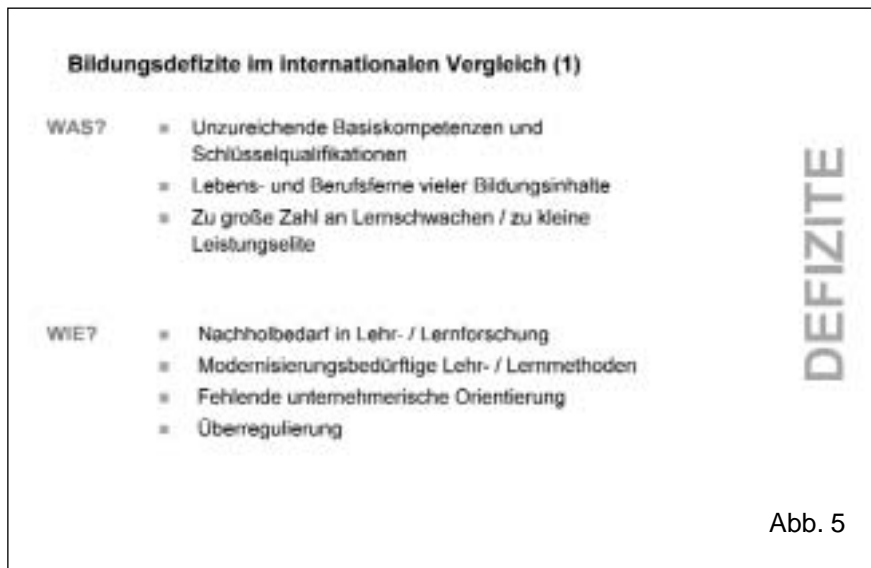 Bildungsdefizite im internationalen Vergleich (1)
WAS?
Unzureichende Basiskompetenzen und
Schlüsselqualifikationen
Lebens- und Berufsferne vieler Bildungsinhalte
Zu große Zahl an Lernschwachen / zu kleine
Leistungselite
WIE?
Nachholbedarf in Lehr- / Lernforschung
Modernisierungsbedürftige Lehr- / Lernmethoden
Fehlende unternehmerische Orientierung
Überregulierung
DEFIZITE
Abb. 5